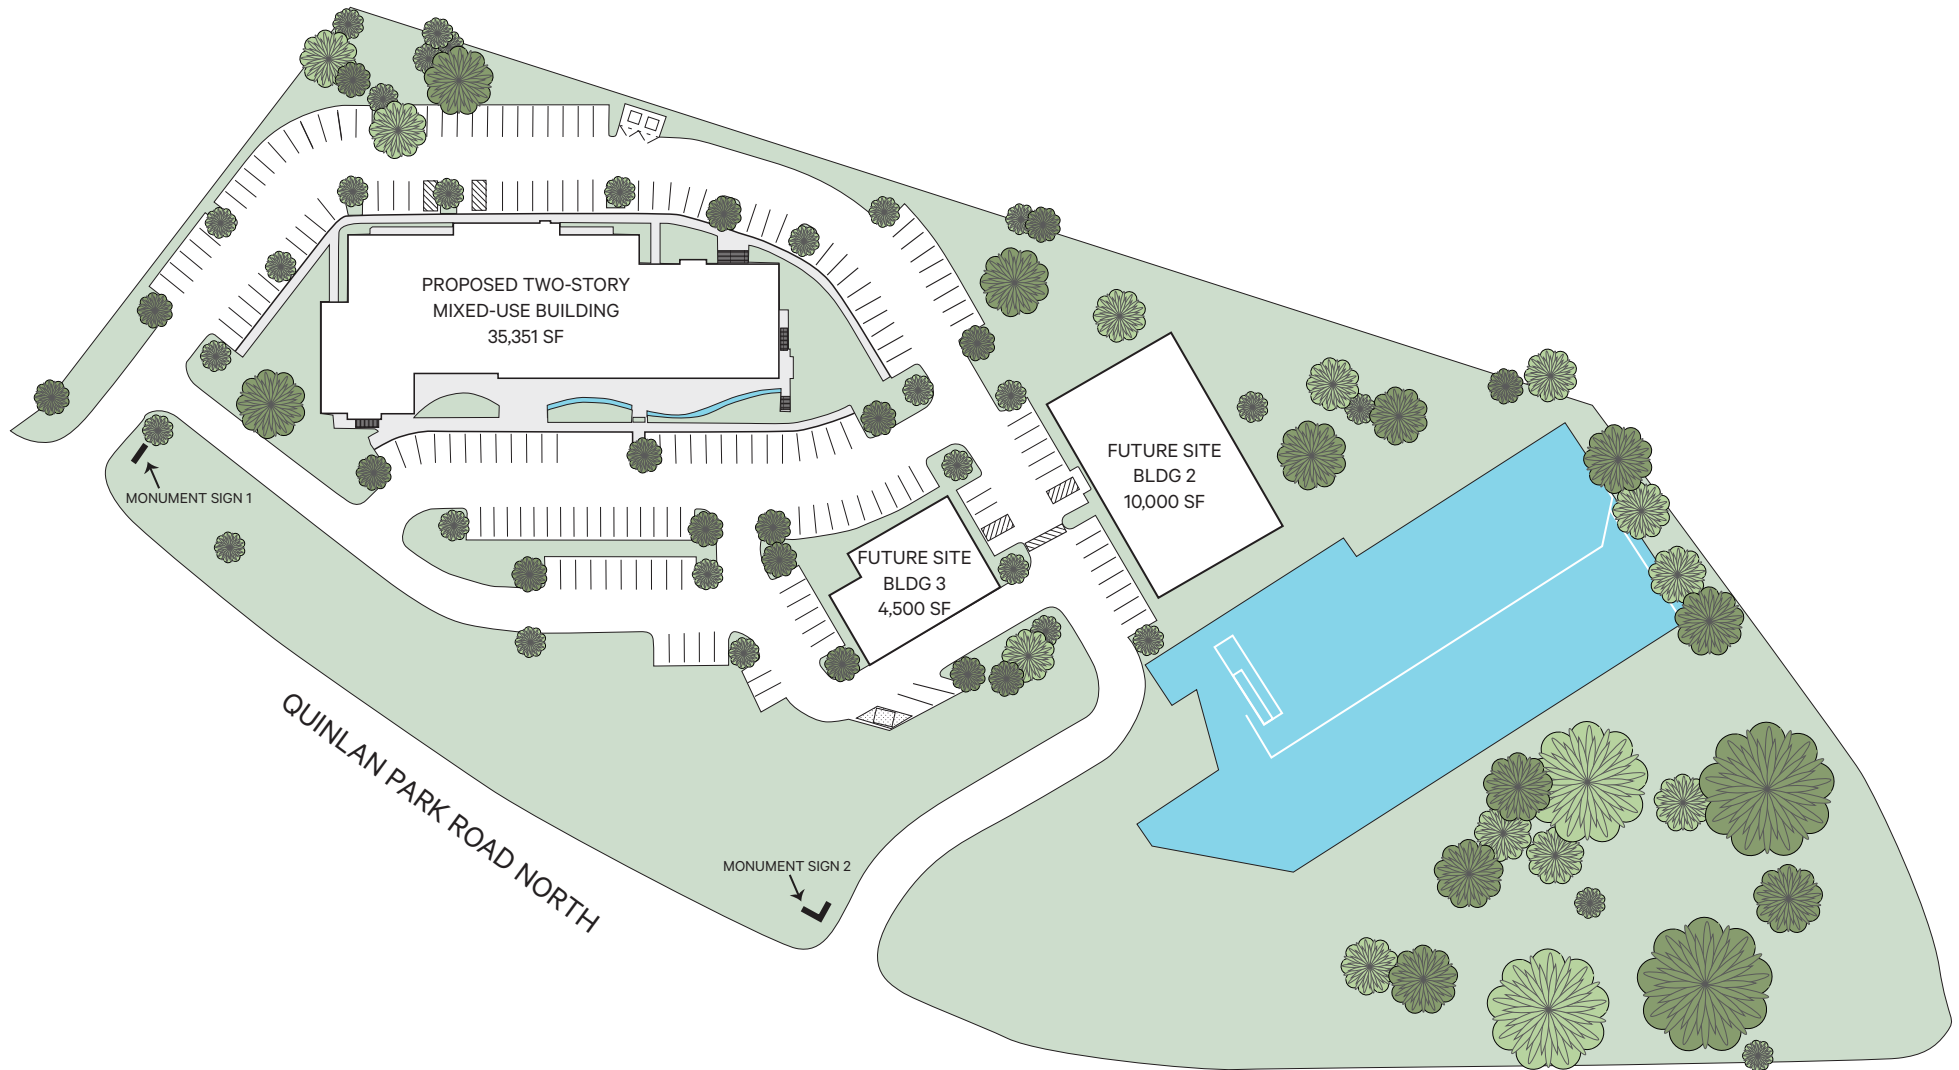 PROPOSED TWO-STORY
MIXED-USE BUILDING
35,351 SF
FUTURE SITE
BLDG 2
10,000 SF
MONUMENT SIGN 1
FUTURE SITE
BLDG 3
4,500 SF
QUINLAN PARK ROAD NORTH
MONUMENT SIGN 2